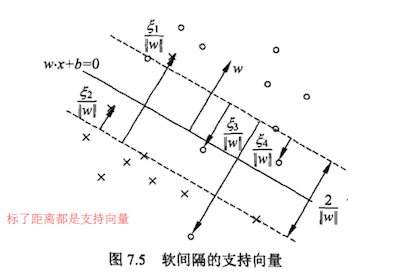 ξ₁
‖w‖
w
w·x+b=0
ξ₂
‖w‖
ξ₃
‖w‖
ξ₄
‖w‖
2
‖w‖
标了距离都是支持向量
图 7.5 软间隔的支持向量